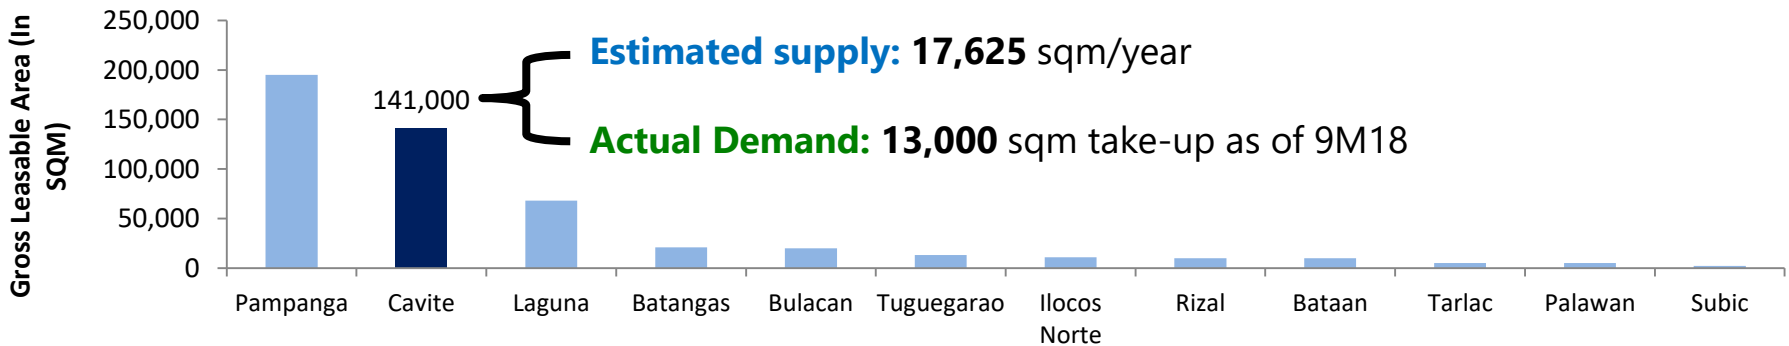 Gross Leasable Area (In
SQM)
250,000
200,000
150,000
100,000
50,000
0
141,000
Estimated supply: 17,625 sqm/year
Actual Demand: 13,000 sqm take-up as of 9M18
Pampanga
Cavite
Laguna
Batangas
Bulacan
Tuguegarao
Ilocos
Norte
Rizal
Bataan
Tarlac
Palawan
Subic